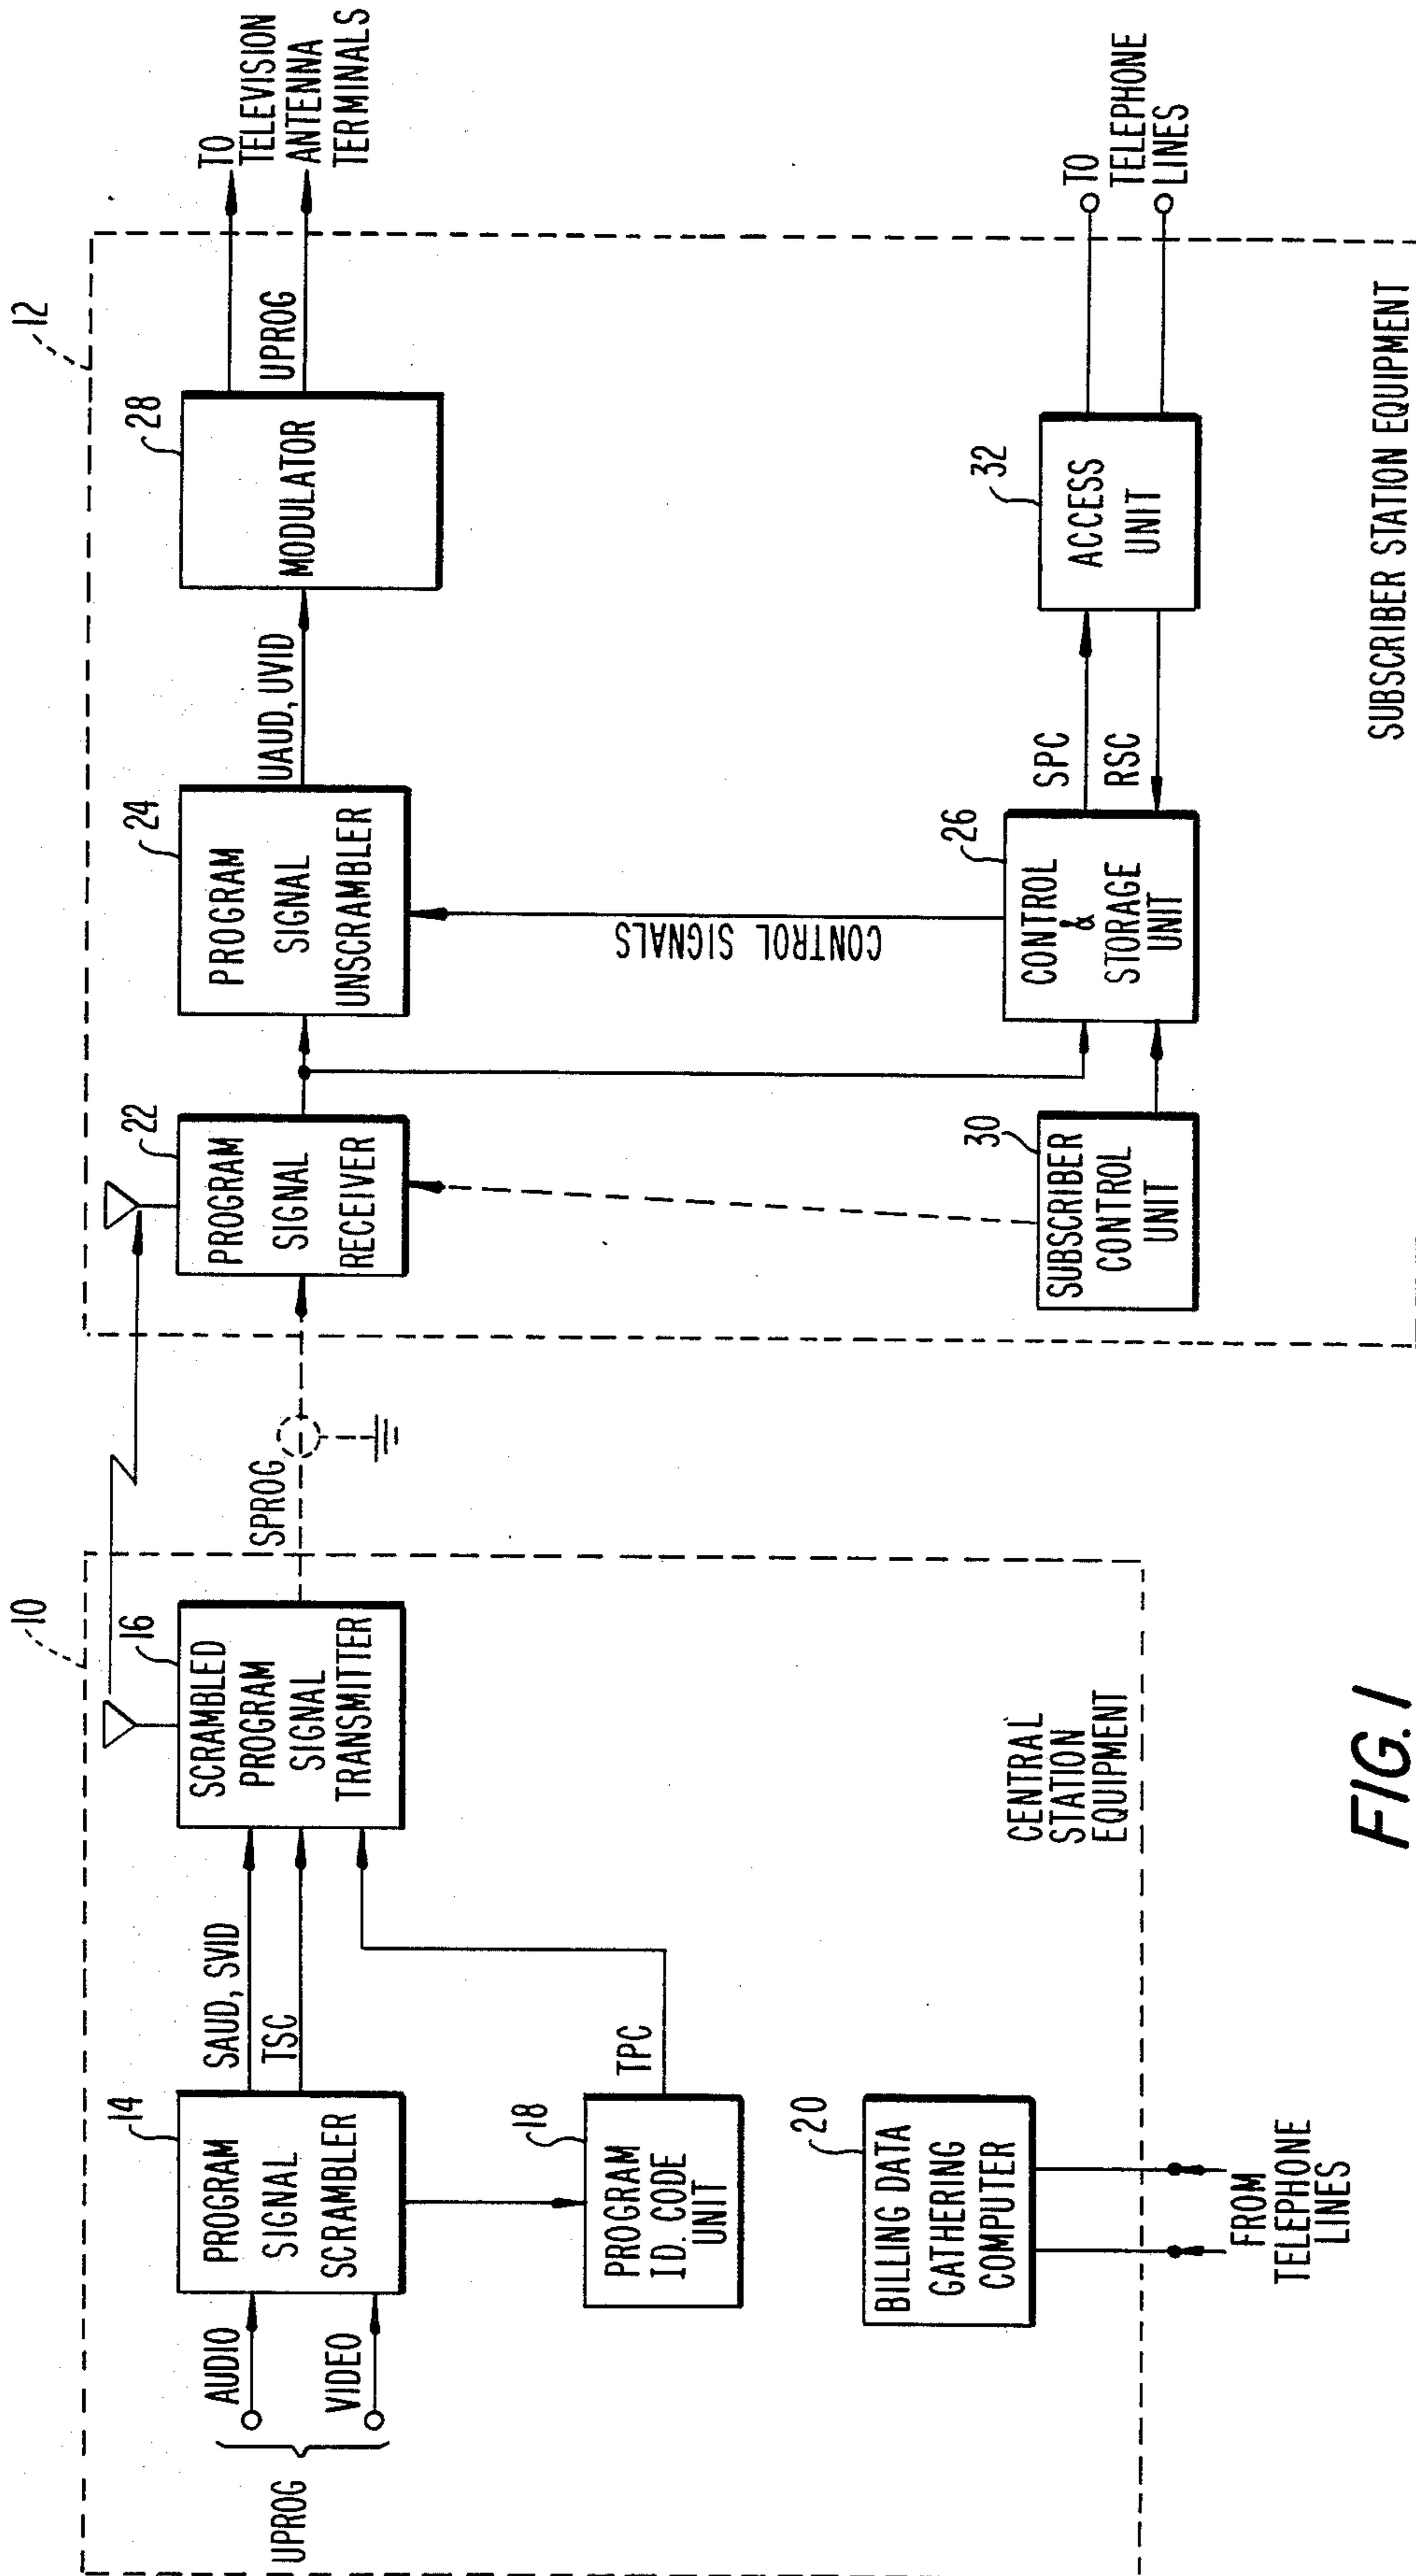 10
UPROG
AUDIO
VIDEO
14
PROGRAM
SIGNAL
SCRAMBLER
SAUD, SVID
TSC
16
SCRAMBLED
PROGRAM
SIGNAL
TRANSMITTER
18
PROGRAM
I.D. CODE
UNIT
TPC
20
BILLING DATA
GATHERING
COMPUTER
FROM
TELEPHONE
LINES
CENTRAL
STATION
EQUIPMENT
SPROG
12
22
PROGRAM
SIGNAL
RECEIVER
24
PROGRAM
SIGNAL
UNSCRAMBLER
UAUD, UVID
28
MODULATOR
UPROG
TO
TELEVISION
ANTENNA
TERMINALS
CONTROL SIGNALS
30
SUBSCRIBER
CONTROL
UNIT
26
CONTROL
&
STORAGE
UNIT
SPC
RSC
32
ACCESS
UNIT
TO
TELEPHONE
LINES
SUBSCRIBER STATION EQUIPMENT
FIG. 1